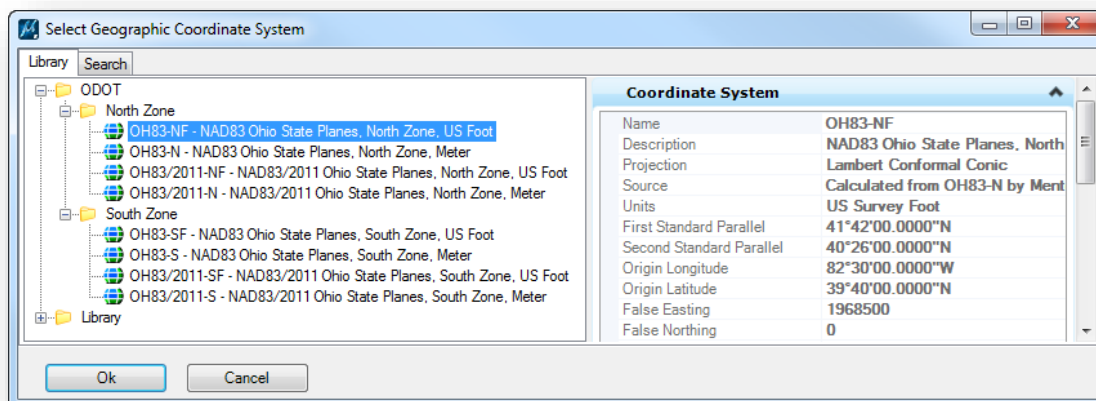 Select Geographic Coordinate System
Library Search
ODOT
North Zone
OH83-NF - NAD83 Ohio State Planes, North Zone, US Foot
OH83-N - NAD83 Ohio State Planes, North Zone, Meter
OH83/2011-NF - NAD83/2011 Ohio State Planes, North Zone, US Foot
OH83/2011-N - NAD83/2011 Ohio State Planes, North Zone, Meter
South Zone
OH83-SF - NAD83 Ohio State Planes, South Zone, US Foot
OH83-S - NAD83 Ohio State Planes, South Zone, Meter
OH83/2011-SF - NAD83/2011 Ohio State Planes, South Zone, US Foot
OH83/2011-S - NAD83/2011 Ohio State Planes, South Zone, Meter
Library
Coordinate System
Name OH83-NF
Description NAD83 Ohio State Planes, North
Projection Lambert Conformal Conic
Source Calculated from OH83-N by Ment
Units US Survey Foot
First Standard Parallel 41°42'00.0000"N
Second Standard Parallel 40°26'00.0000"N
Origin Longitude 82°30'00.0000"W
Origin Latitude 39°40'00.0000"N
False Easting 1968500
False Northing 0
Ok Cancel